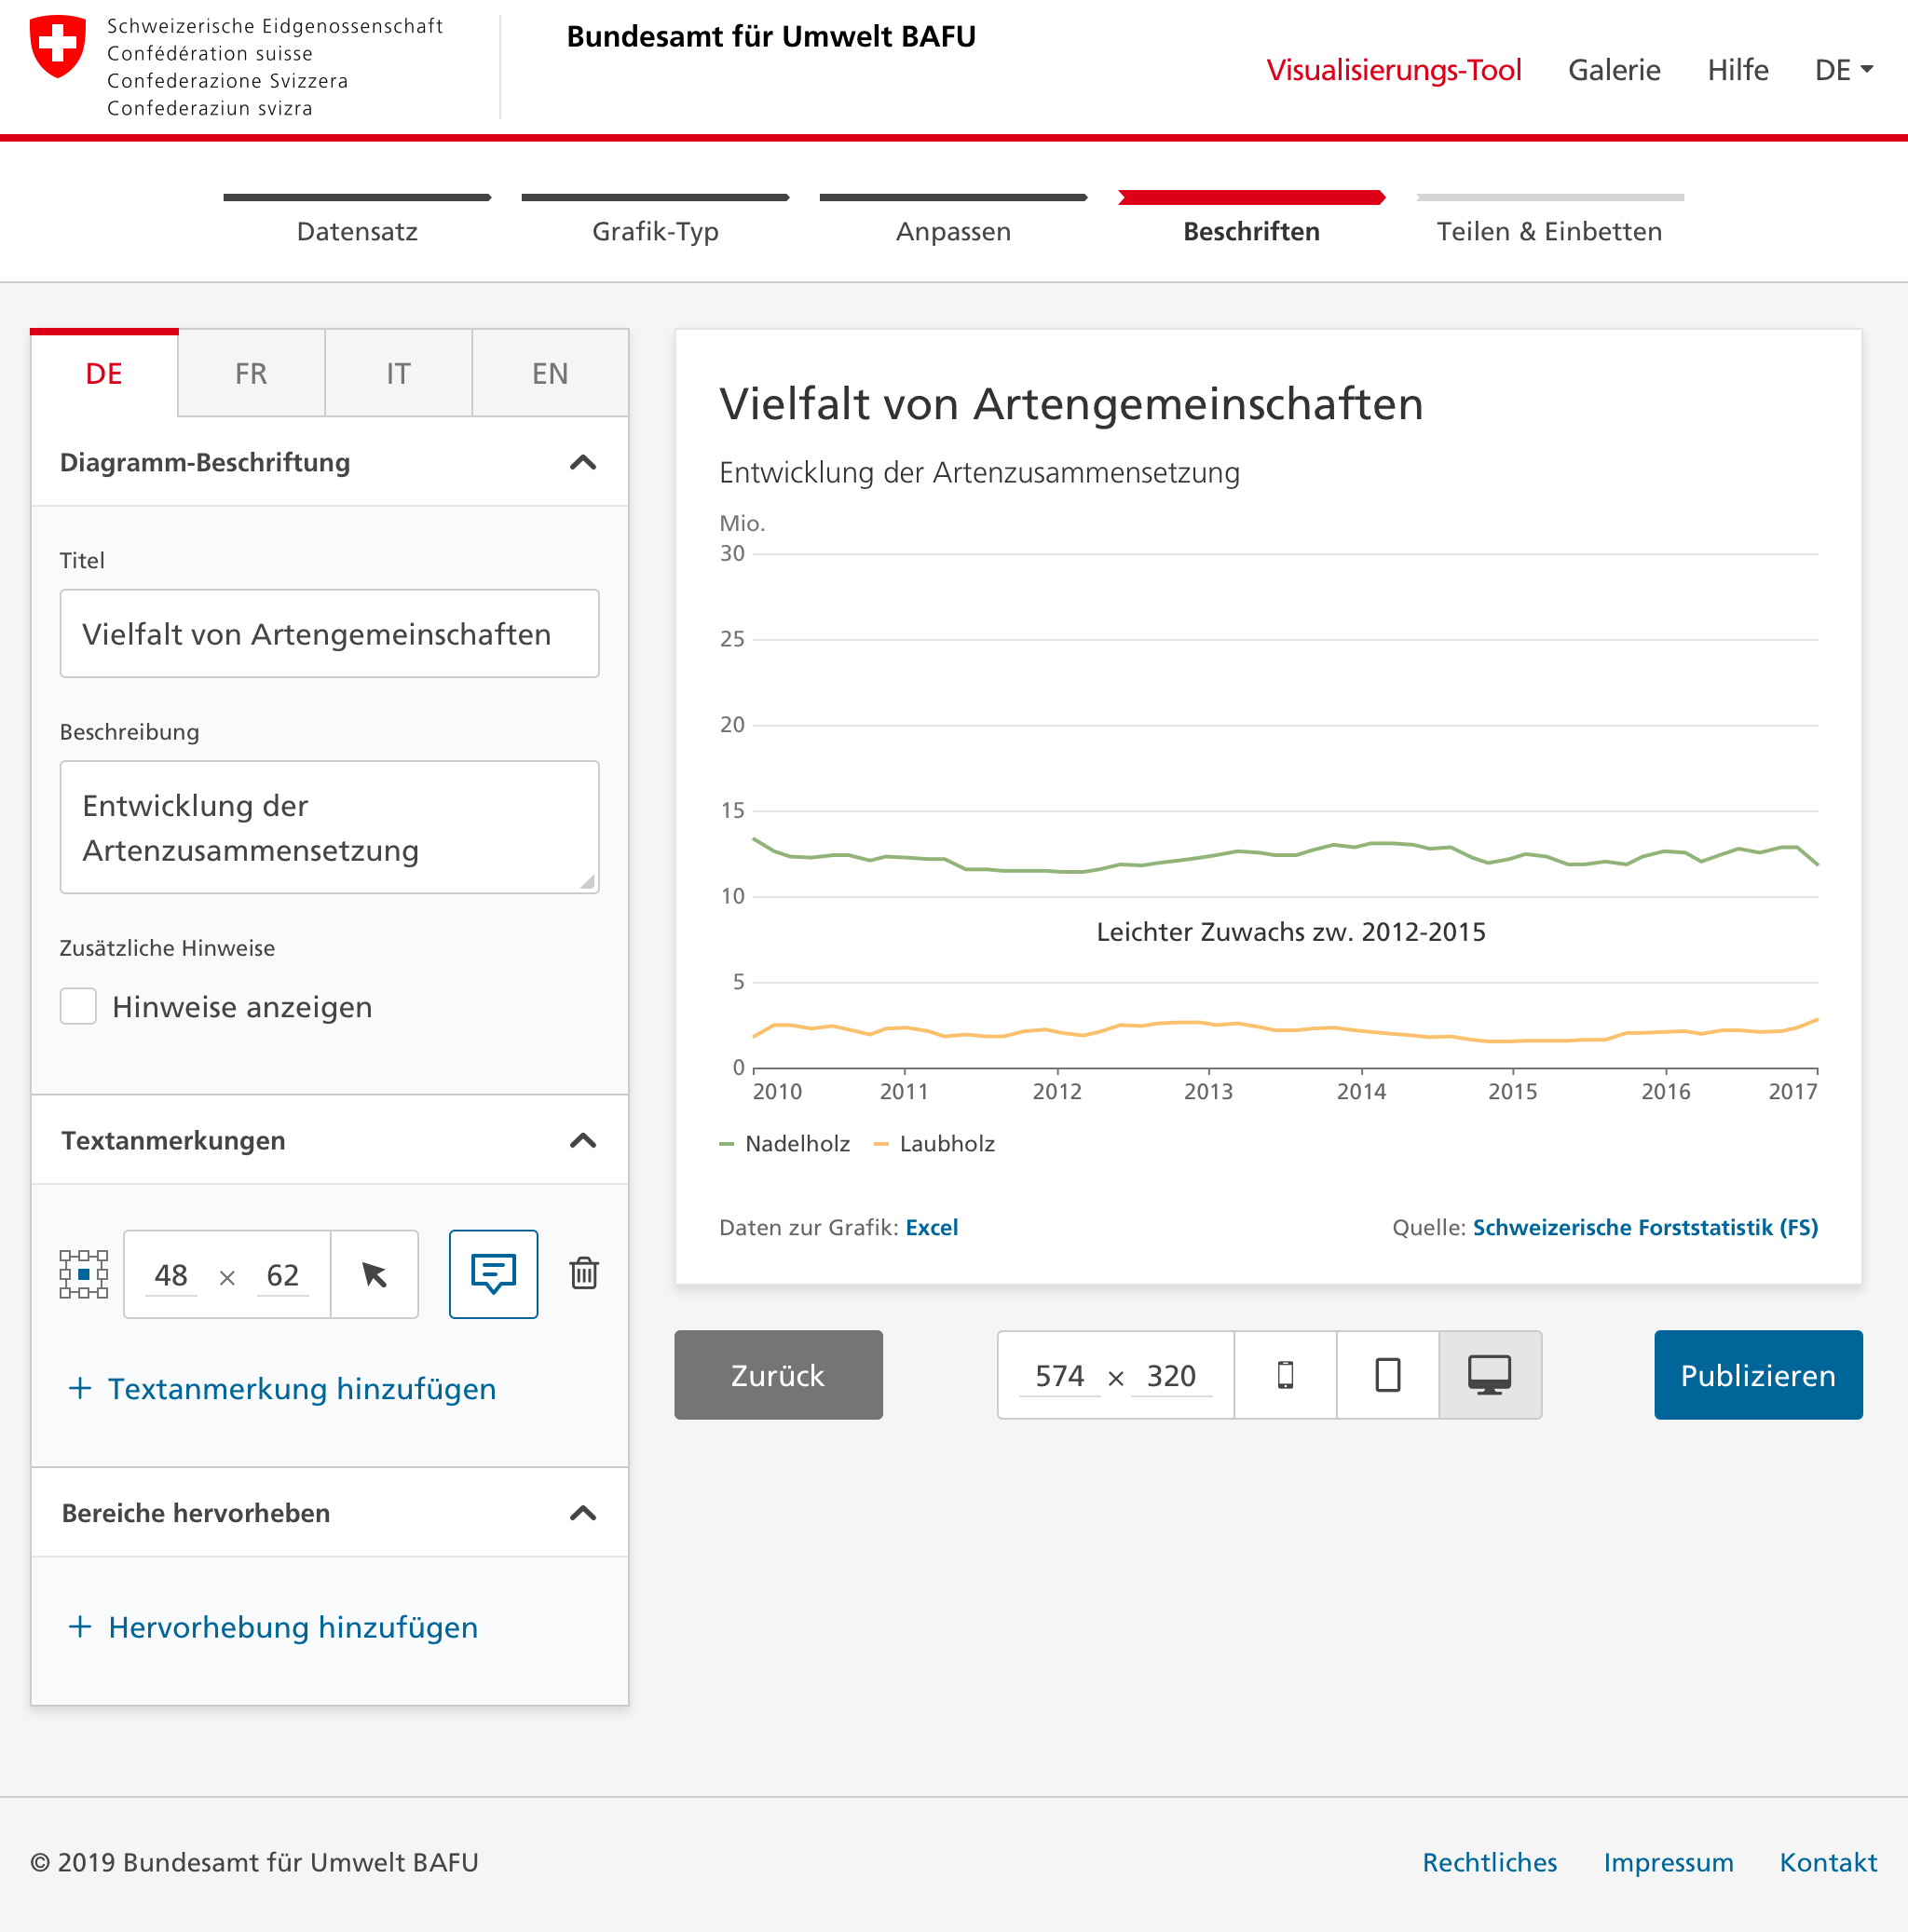 Schweizerische Eidgenossenschaft
Confédération suisse
Confederazione Svizzera
Confederaziun svizra
Bundesamt für Umwelt BAFU
Visualisierungs-Tool
Galerie
Hilfe
DE
Datensatz
Grafik-Typ
Anpassen
Beschriften
Teilen & Einbetten
DE
FR
IT
EN
Diagramm-Beschriftung
Titel
Vielfalt von Artengemeinschaften
Beschreibung
Entwicklung der
Artenzusammensetzung
Zusätzliche Hinweise
Hinweise anzeigen
Textanmerkungen
48 × 62
+ Textanmerkung hinzufügen
Bereiche hervorheben
+ Hervorhebung hinzufügen
Vielfalt von Artengemeinschaften
Entwicklung der Artenzusammensetzung
Mio.
30
25
20
15
10
Leichter Zuwachs zw. 2012-2015
5
0
2010 2011 2012 2013 2014 2015 2016 2017
Nadelholz Laubholz
Daten zur Grafik: Excel
Quelle: Schweizerische Forststatistik (FS)
Zurück
574 × 320
Publizieren
© 2019 Bundesamt für Umwelt BAFU
Rechtliches
Impressum
Kontakt